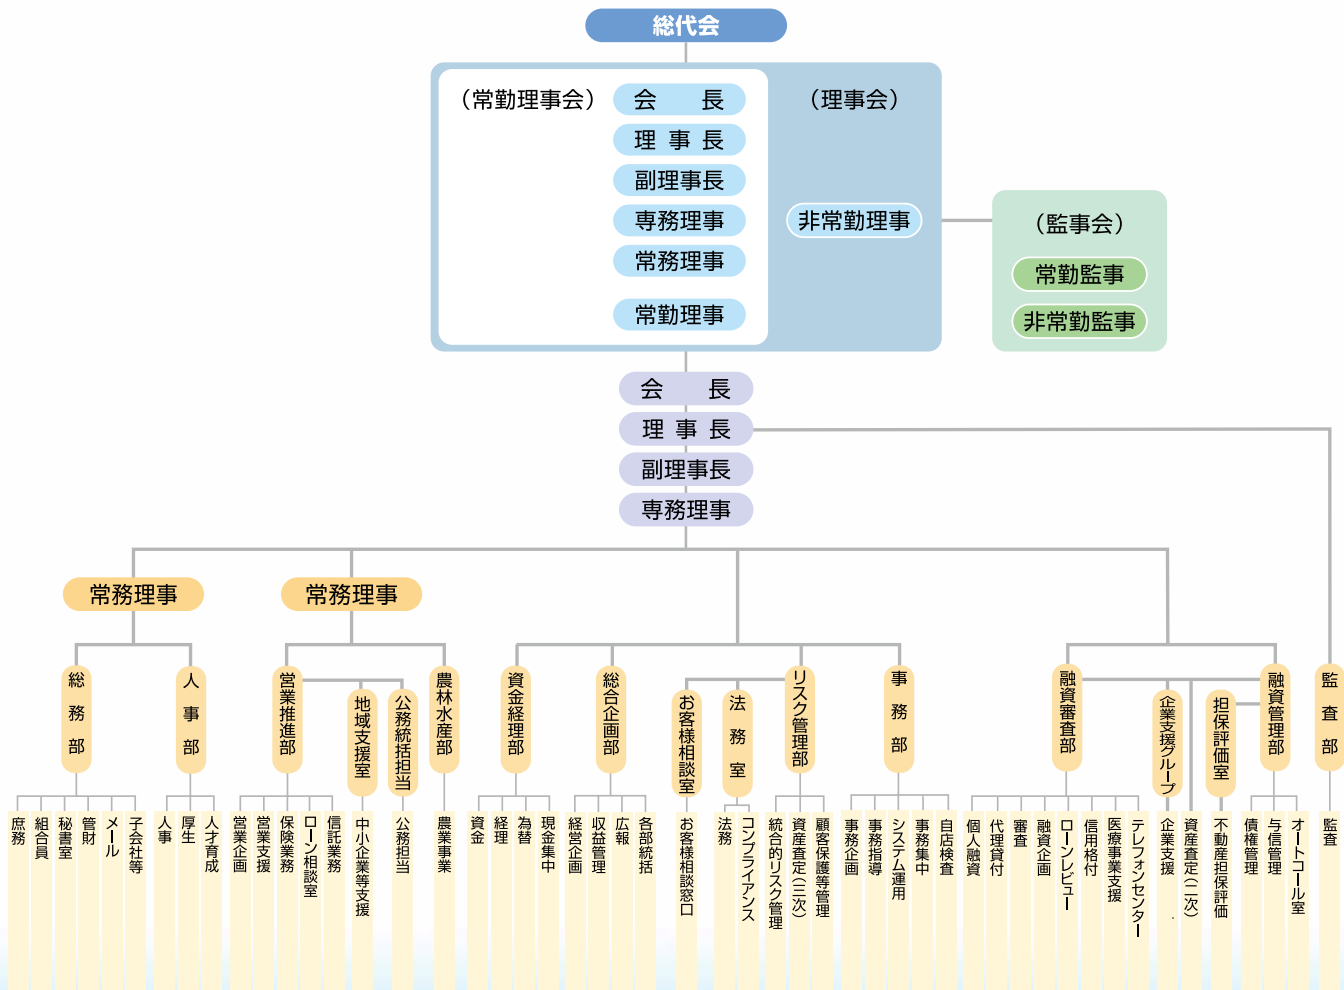 総代会
（常勤理事会）
会長
理事長
副理事長
専務理事
常務理事
常勤理事
（理事会）
非常勤理事
（監事会）
常勤監事
非常勤監事
会長
理事長
副理事長
専務理事
常務理事
常務理事
総務部
人事部
営業推進部
地域支援室
公務統括担当
農林水産部
資金経理部
総合企画部
お客様相談室
法務室
リスク管理部
事務部
融資審査部
企業支援グループ
担保評価室
融資管理部
監査部
庶務
組合員
秘書室
管財
メール
子会社等
人事
厚生
人才育成
営業企画
営業支援
保険業務
ローン相談室
信託業務
中小企業等支援
公務担当
農業事業
資金
経理
為替
現金集中
経営企画
収益管理
広報
各部統括
お客様相談窓口
法務
コンプライアンス
統合的リスク管理
資産査定（三次）
顧客保護等管理
事務企画
事務指導
システム運用
事務集中
自店検査
個人融資
代理貸付
審査
融資企画
ローンレビュー
信用格付
医療事業支援
テレフォンセンター
企業支援
資産査定（二次）
不動産担保評価
債権管理
与信管理
オートコール室
監査